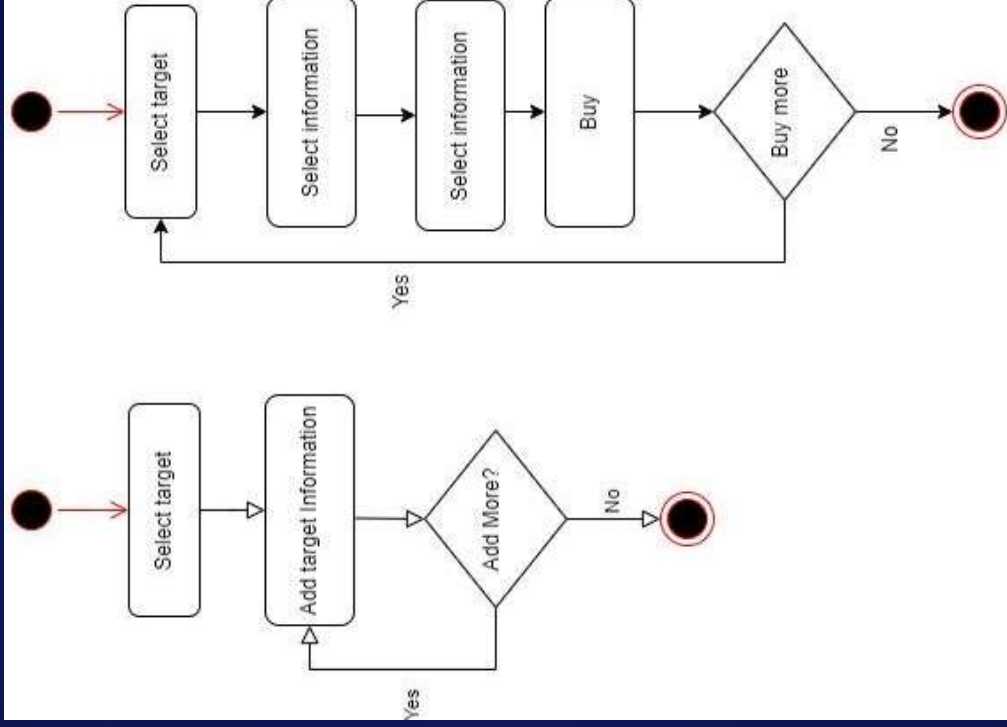 Select target
Select information
Select information
Buy
Buy more
No
Yes
Select target
Add target Information
Add More?
No
Yes